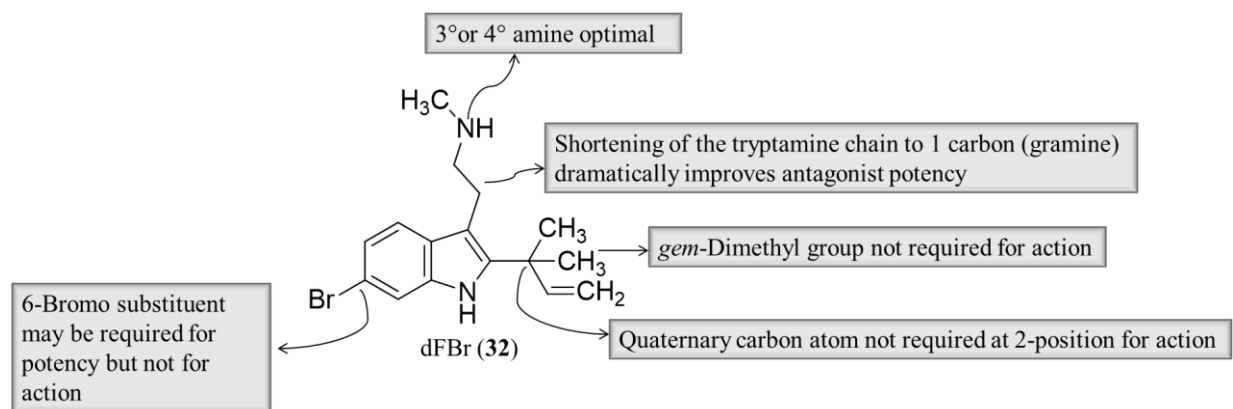 3°or 4° amine optimal
H₃C
NH
Shortening of the tryptamine chain to 1 carbon (gramine)
dramatically improves antagonist potency
CH₃
CH₃
gem-Dimethyl group not required for action
Br
N
H
CH₂
6-Bromo substituent
may be required for
potency but not for
action
dFBr (32)
Quaternary carbon atom not required at 2-position for action